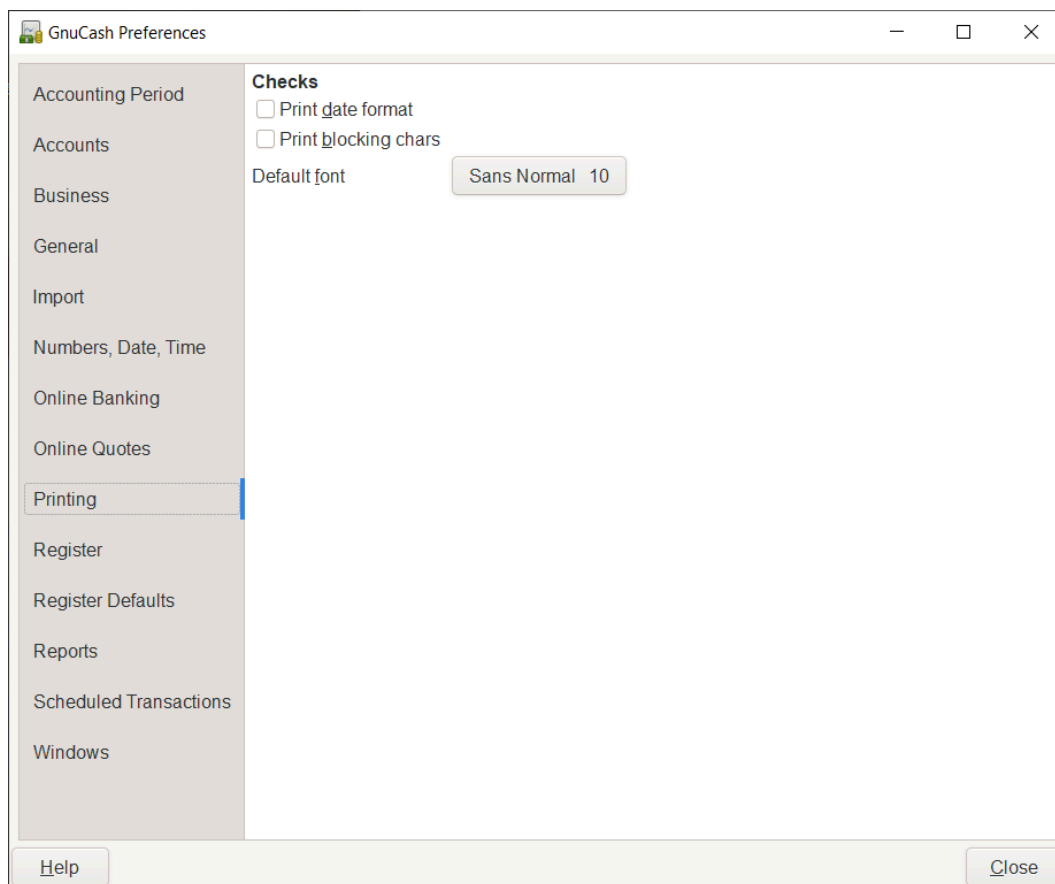 GnuCash Preferences
Accounting Period
Accounts
Business
General
Import
Numbers, Date, Time
Online Banking
Online Quotes
Printing
Register
Register Defaults
Reports
Scheduled Transactions
Windows
Checks
Print date format
Print blocking chars
Default font Sans Normal 10
Help Close